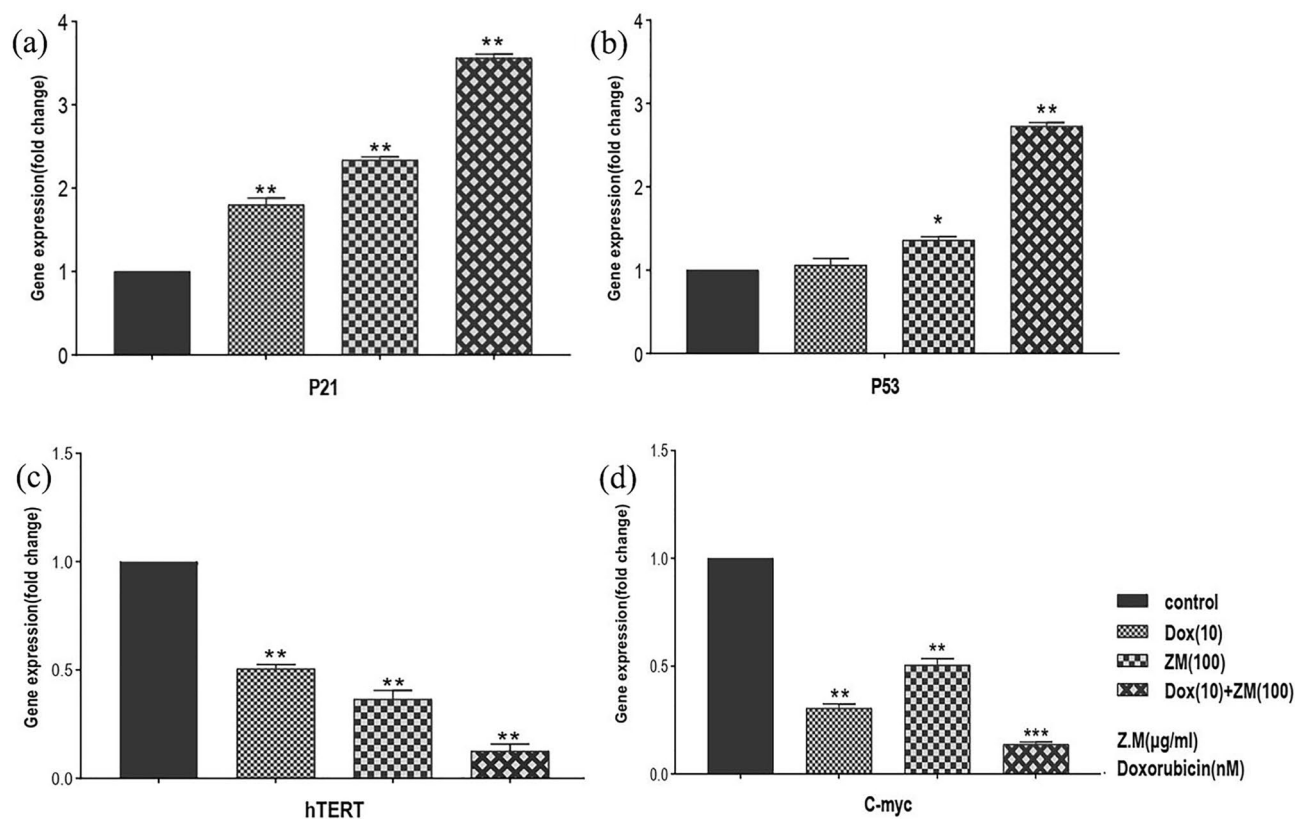 (a)
Gene expression(fold change)
4
3
2
1
0
**
**
**
P21
(b)
Gene expression(fold change)
4
3
2
1
0
*
**
P53
(c)
Gene expression(fold change)
1.5
1.0
0.5
0.0
**
**
**
hTERT
(d)
Gene expression(fold change)
1.5
1.0
0.5
0.0
**
**
***
C-myc
control
Dox(10)
ZM(100)
Dox(10)+ZM(100)
Z.M(µg/ml)
Doxorubicin(nM)